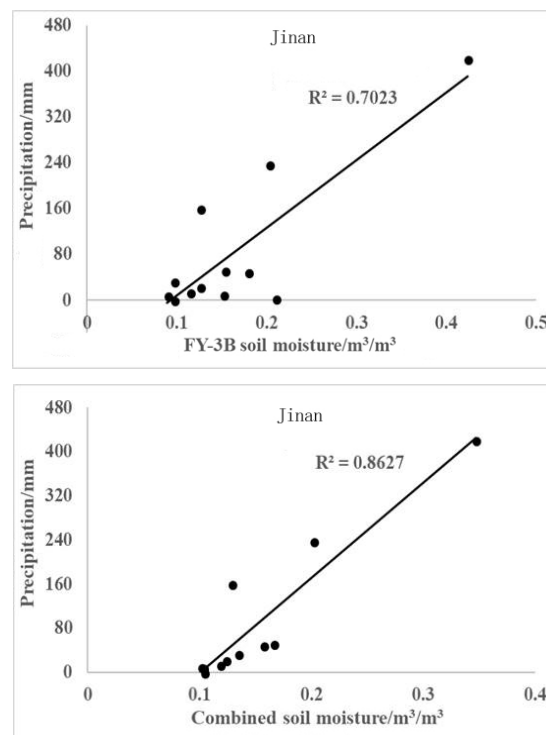 Jinan
480
400
320
240
160
80
0
Precipitation/mm
R² = 0.7023
0 0.1 0.2 0.3 0.4 0.5
FY-3B soil moisture/m³/m³
Jinan
480
400
320
240
160
80
0
Precipitation/mm
R² = 0.8627
0 0.1 0.2 0.3 0.4
Combined soil moisture/m³/m³